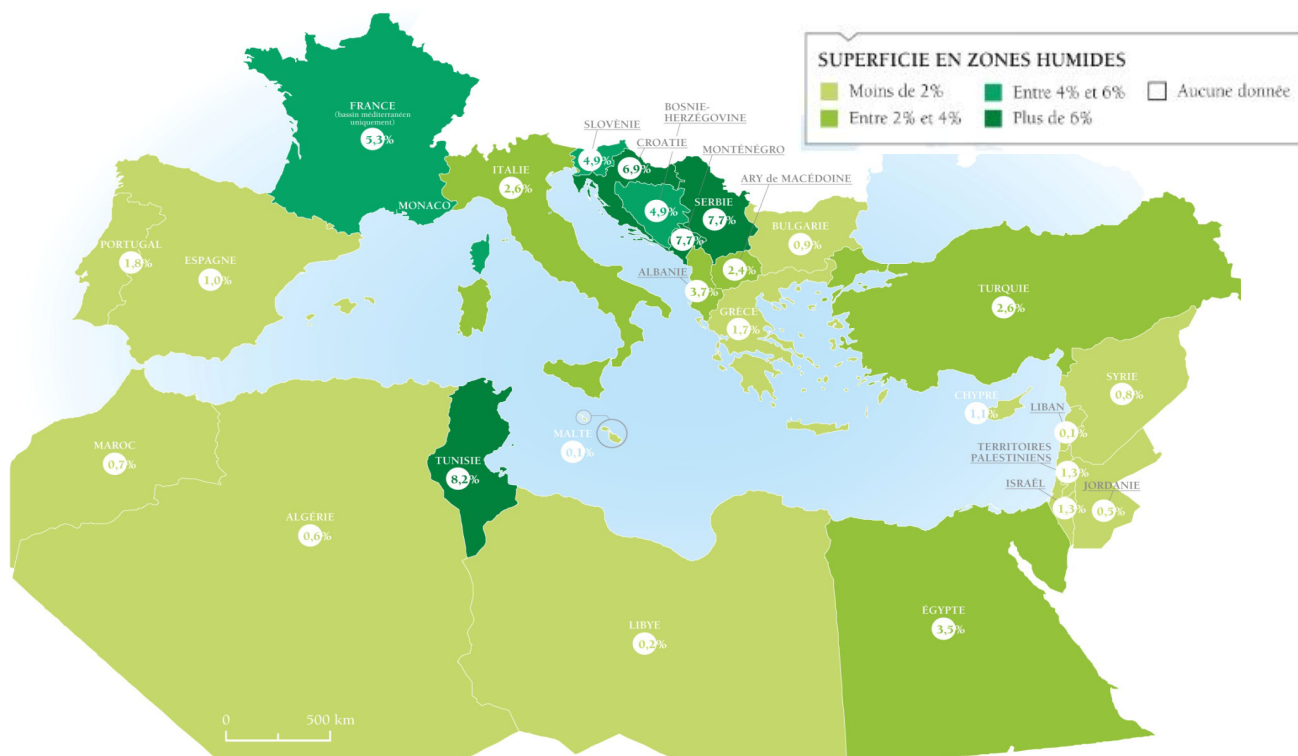 SUPERFICIE EN ZONES HUMIDES
Moins de 2%
Entre 4% et 6%
Aucune donnée
Entre 2% et 4%
Plus de 6%
FRANCE
(bassin méditerranéen
uniquement)
5,3%
MONACO
SLOVÉNIE
4,9%
BOSNIE-
HERZÉGOVINE
4,9%
CROATIE
6,9%
MONTÉNÉGRO
7,7%
SERBIE
7,7%
ARY de MACÉDOINE
2,4%
ITALIE
2,6%
BULGARIE
0,9%
PORTUGAL
1,8%
ESPAGNE
1,0%
ALBANIE
3,7%
GRÈCE
1,7%
TURQUIE
2,6%
SYRIE
0,8%
CHYPRE
1,1%
LIBAN
0,1%
MAROC
0,7%
TUNISIE
8,2%
MALTE
0,1%
TERRITOIRES
PALESTINIENS
1,3%
ISRAËL
1,3%
JORDANIE
0,5%
ALGÉRIE
0,6%
LIBYE
0,2%
ÉGYPTE
3,5%
0 500 km